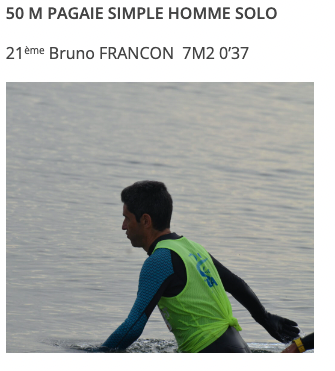 50 M PAGAIE SIMPLE HOMME SOLO
21ème Bruno FRANCON 7M2 0’37